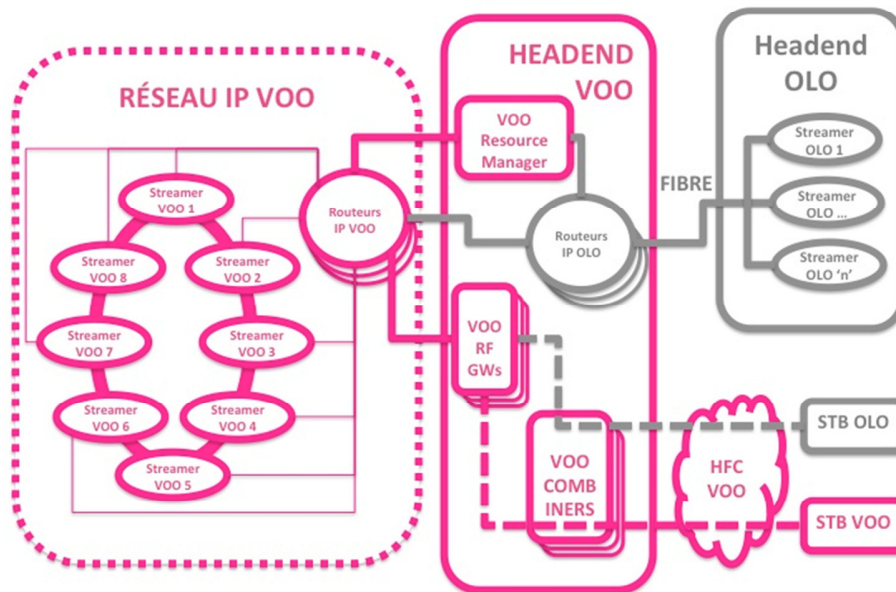 RÉSEAU IP VOO
Streamer
VOO 1
Streamer
VOO 2
Streamer
VOO 3
Streamer
VOO 4
Streamer
VOO 5
Streamer
VOO 6
Streamer
VOO 7
Streamer
VOO 8
Routeurs
IP VOO
HEADEND
VOO
VOO
Resource
Manager
Routeurs
IP OLO
VOO
RF
GWs
VOO
COMB
INERS
FIBRE
Headend
OLO
Streamer
OLO 1
Streamer
OLO ...
Streamer
OLO 'n'
HFC
VOO
STB OLO
STB VOO